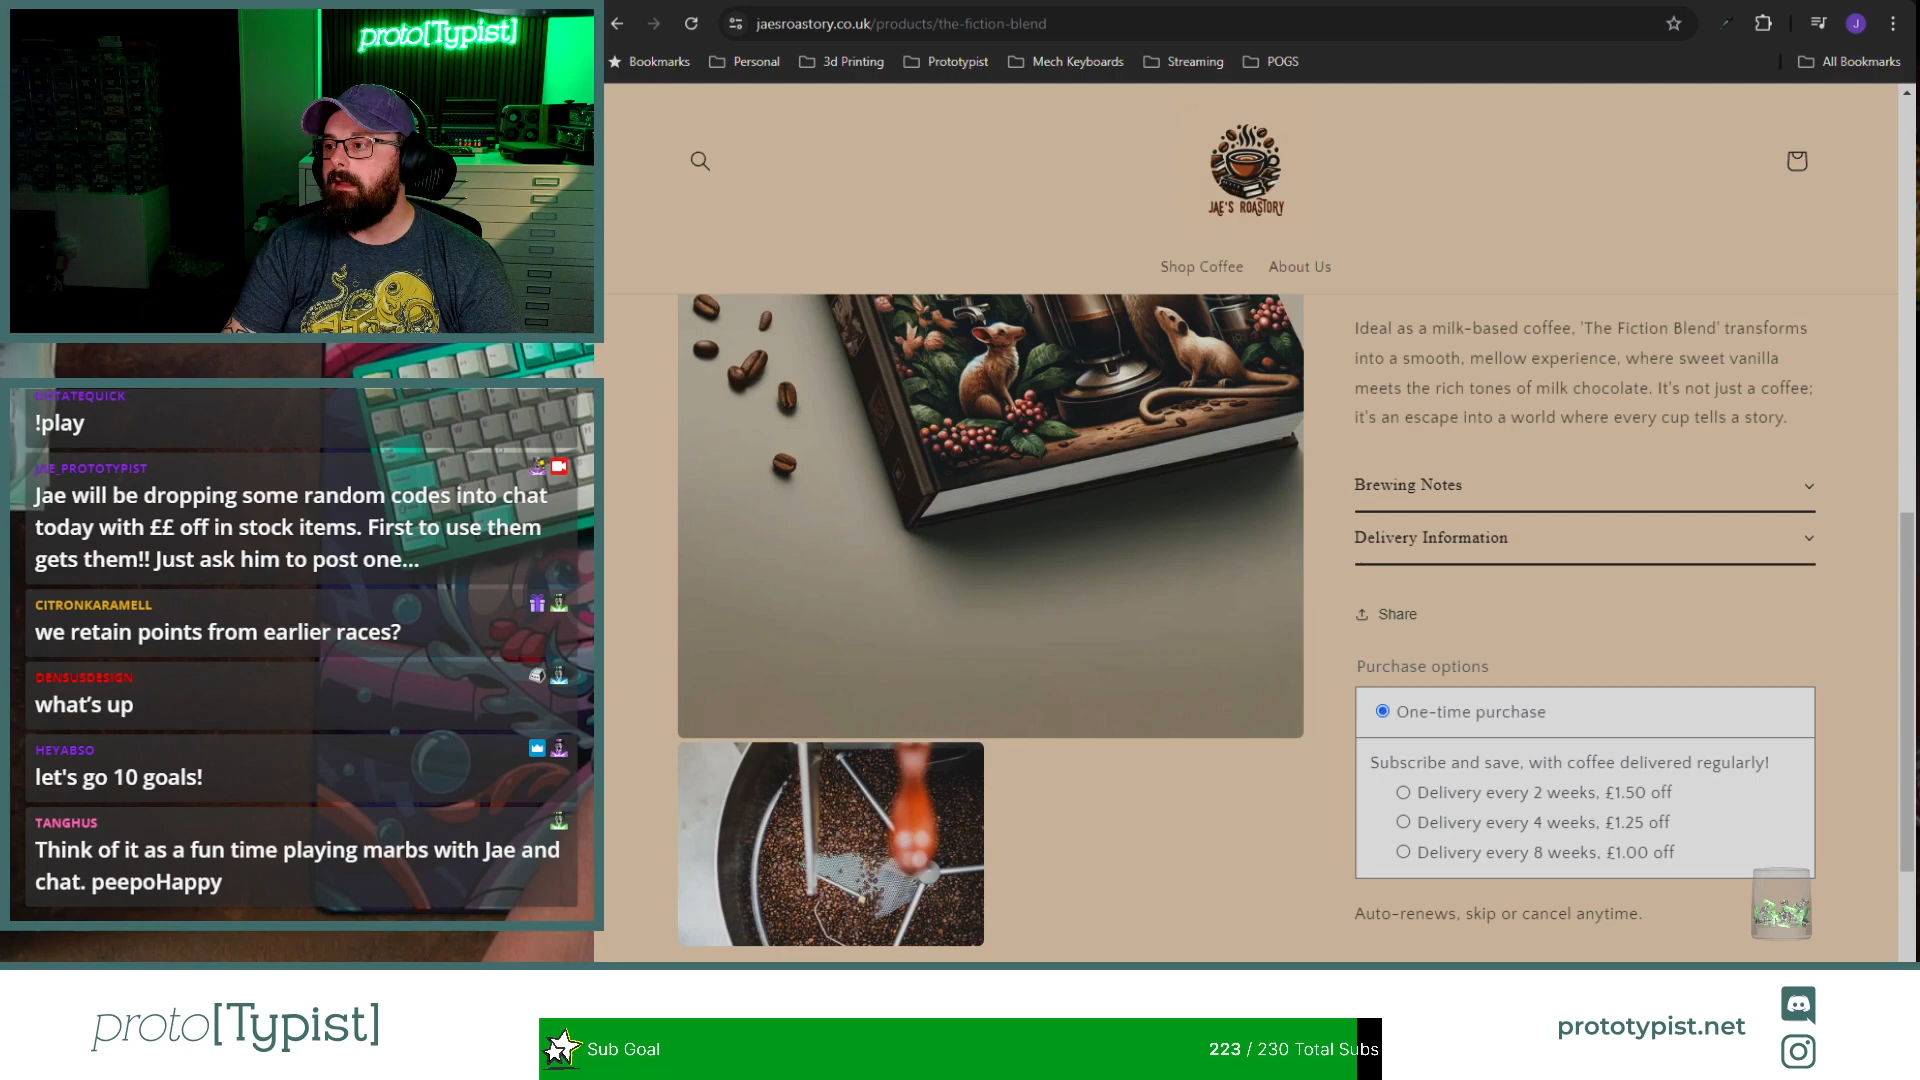 proto[Typist]
jaesroastory.co.uk/products/the-fiction-blend
J
Bookmarks
Personal
3d Printing
Prototypist
Mech Keyboards
Streaming
POGS
All Bookmarks
JAE'S ROASTORY
Shop Coffee
About Us
Ideal as a milk-based coffee, 'The Fiction Blend' transforms
into a smooth, mellow experience, where sweet vanilla
meets the rich tones of milk chocolate. It's not just a coffee;
it's an escape into a world where every cup tells a story.
Brewing Notes
Delivery Information
Share
Purchase options
One-time purchase
Subscribe and save, with coffee delivered regularly!
Delivery every 2 weeks, £1.50 off
Delivery every 4 weeks, £1.25 off
Delivery every 8 weeks, £1.00 off
Auto-renews, skip or cancel anytime.
!play
JAE_PROTOTYPIST
Jae will be dropping some random codes into chat
today with ££ off in stock items. First to use them
gets them!! Just ask him to post one...
CITRONKARAMELL
we retain points from earlier races?
DENSUSDESIGN
what's up
HEYABSO
let's go 10 goals!
TANGHUS
Think of it as a fun time playing marbs with Jae and
chat. peepoHappy
proto[Typist]
Sub Goal
223 / 230 Total Subs
prototypist.net